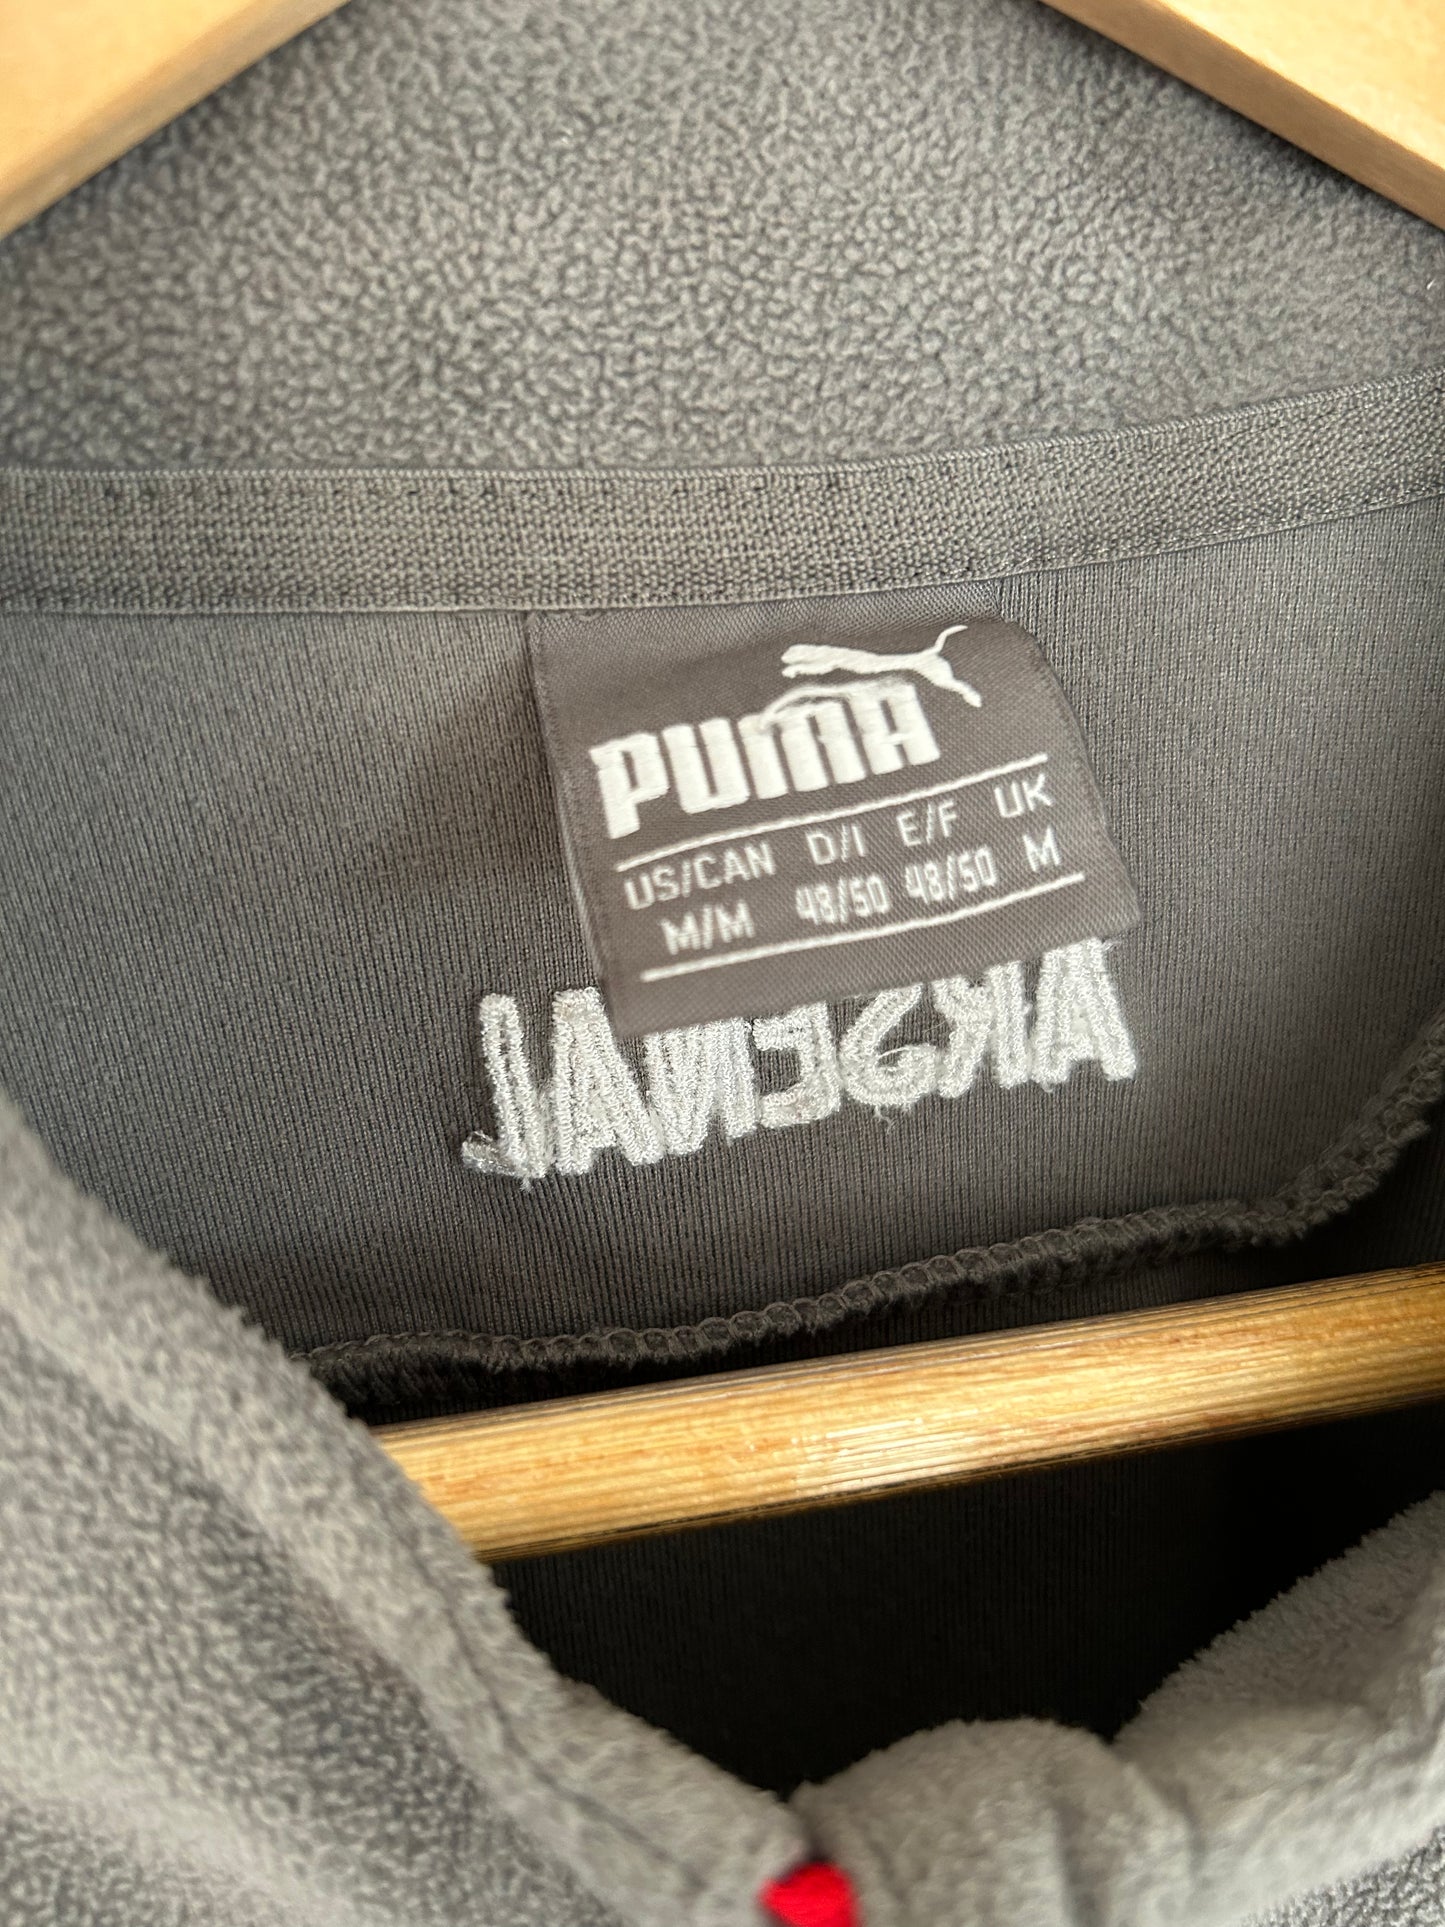 PUMA
US/CAN D/I E/F UK
M/M 48/50 48/50 M
ARSENAL